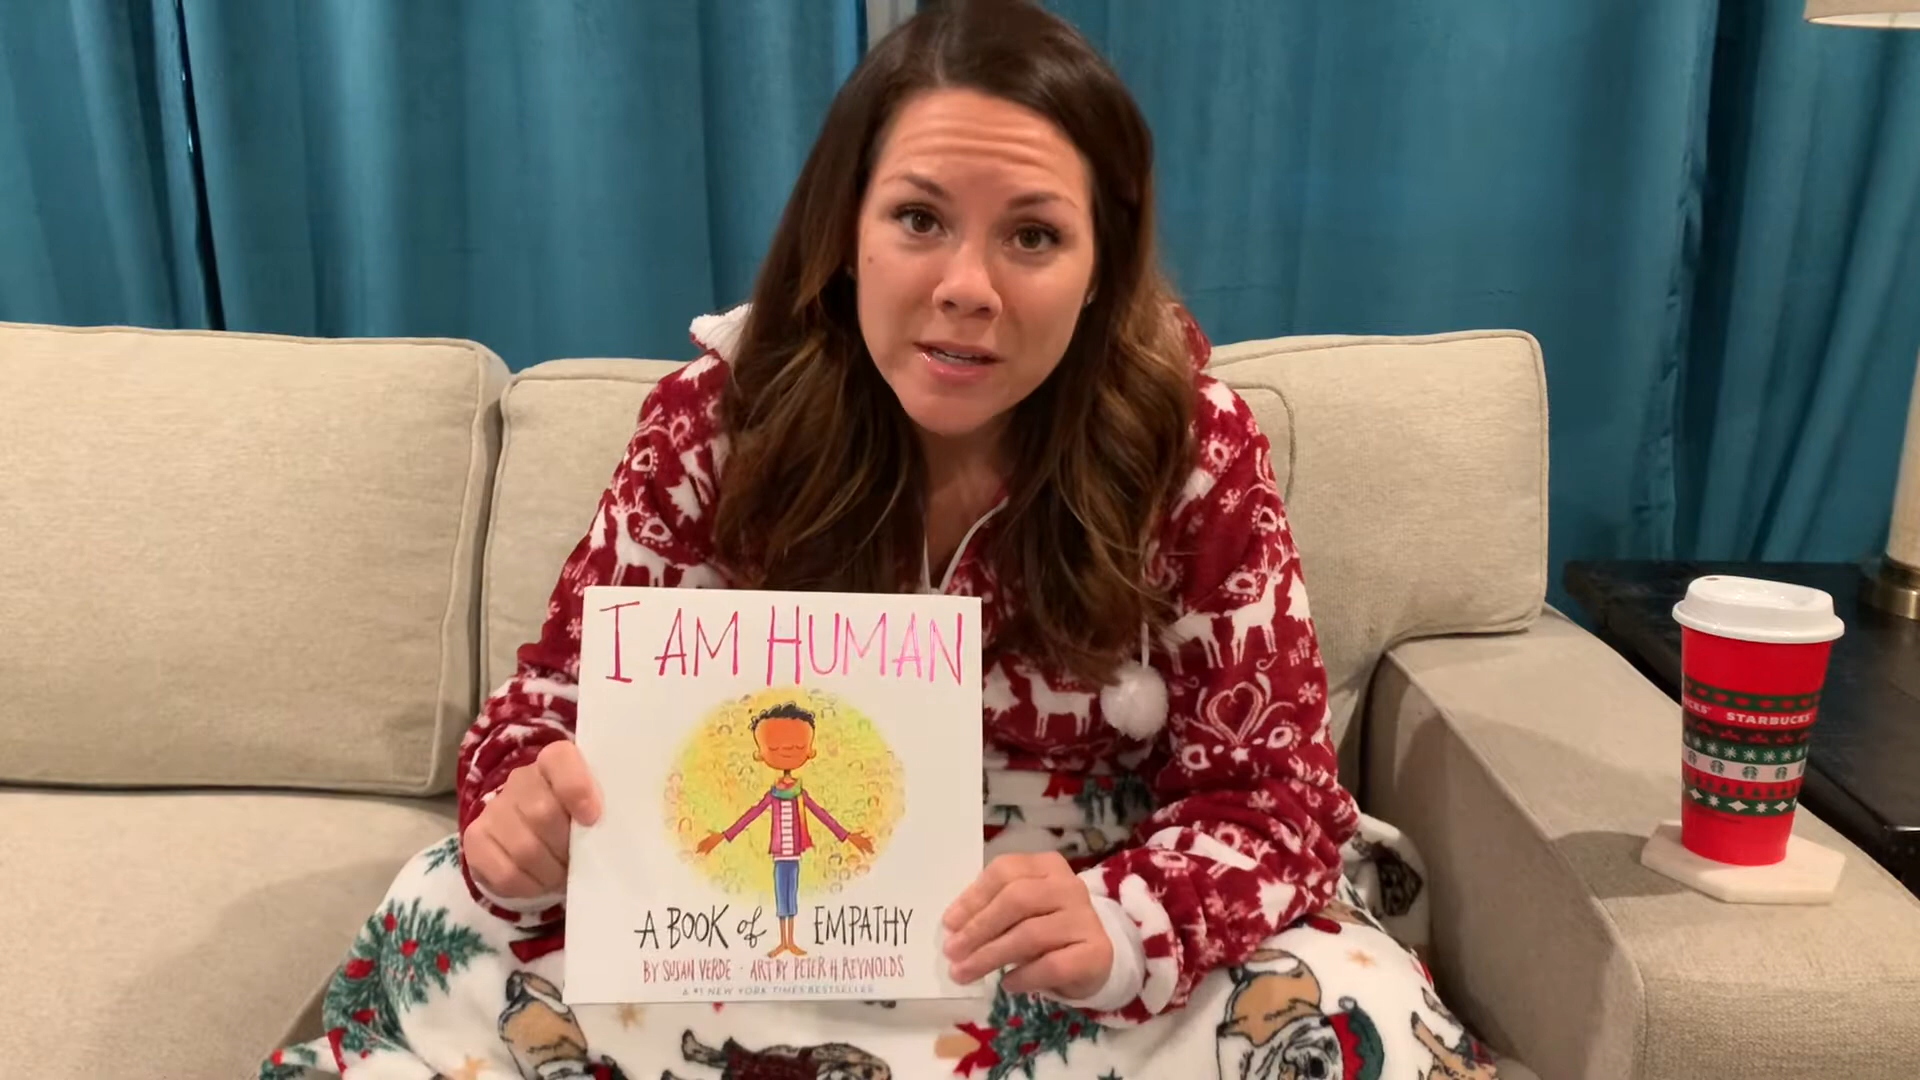 I AM HUMAN
A BOOK of EMPATHY
BY SUSAN VERDE · ART BY PETER H. REYNOLDS
A #1 NEW YORK TIMES BESTSELLER
STARBUCKS